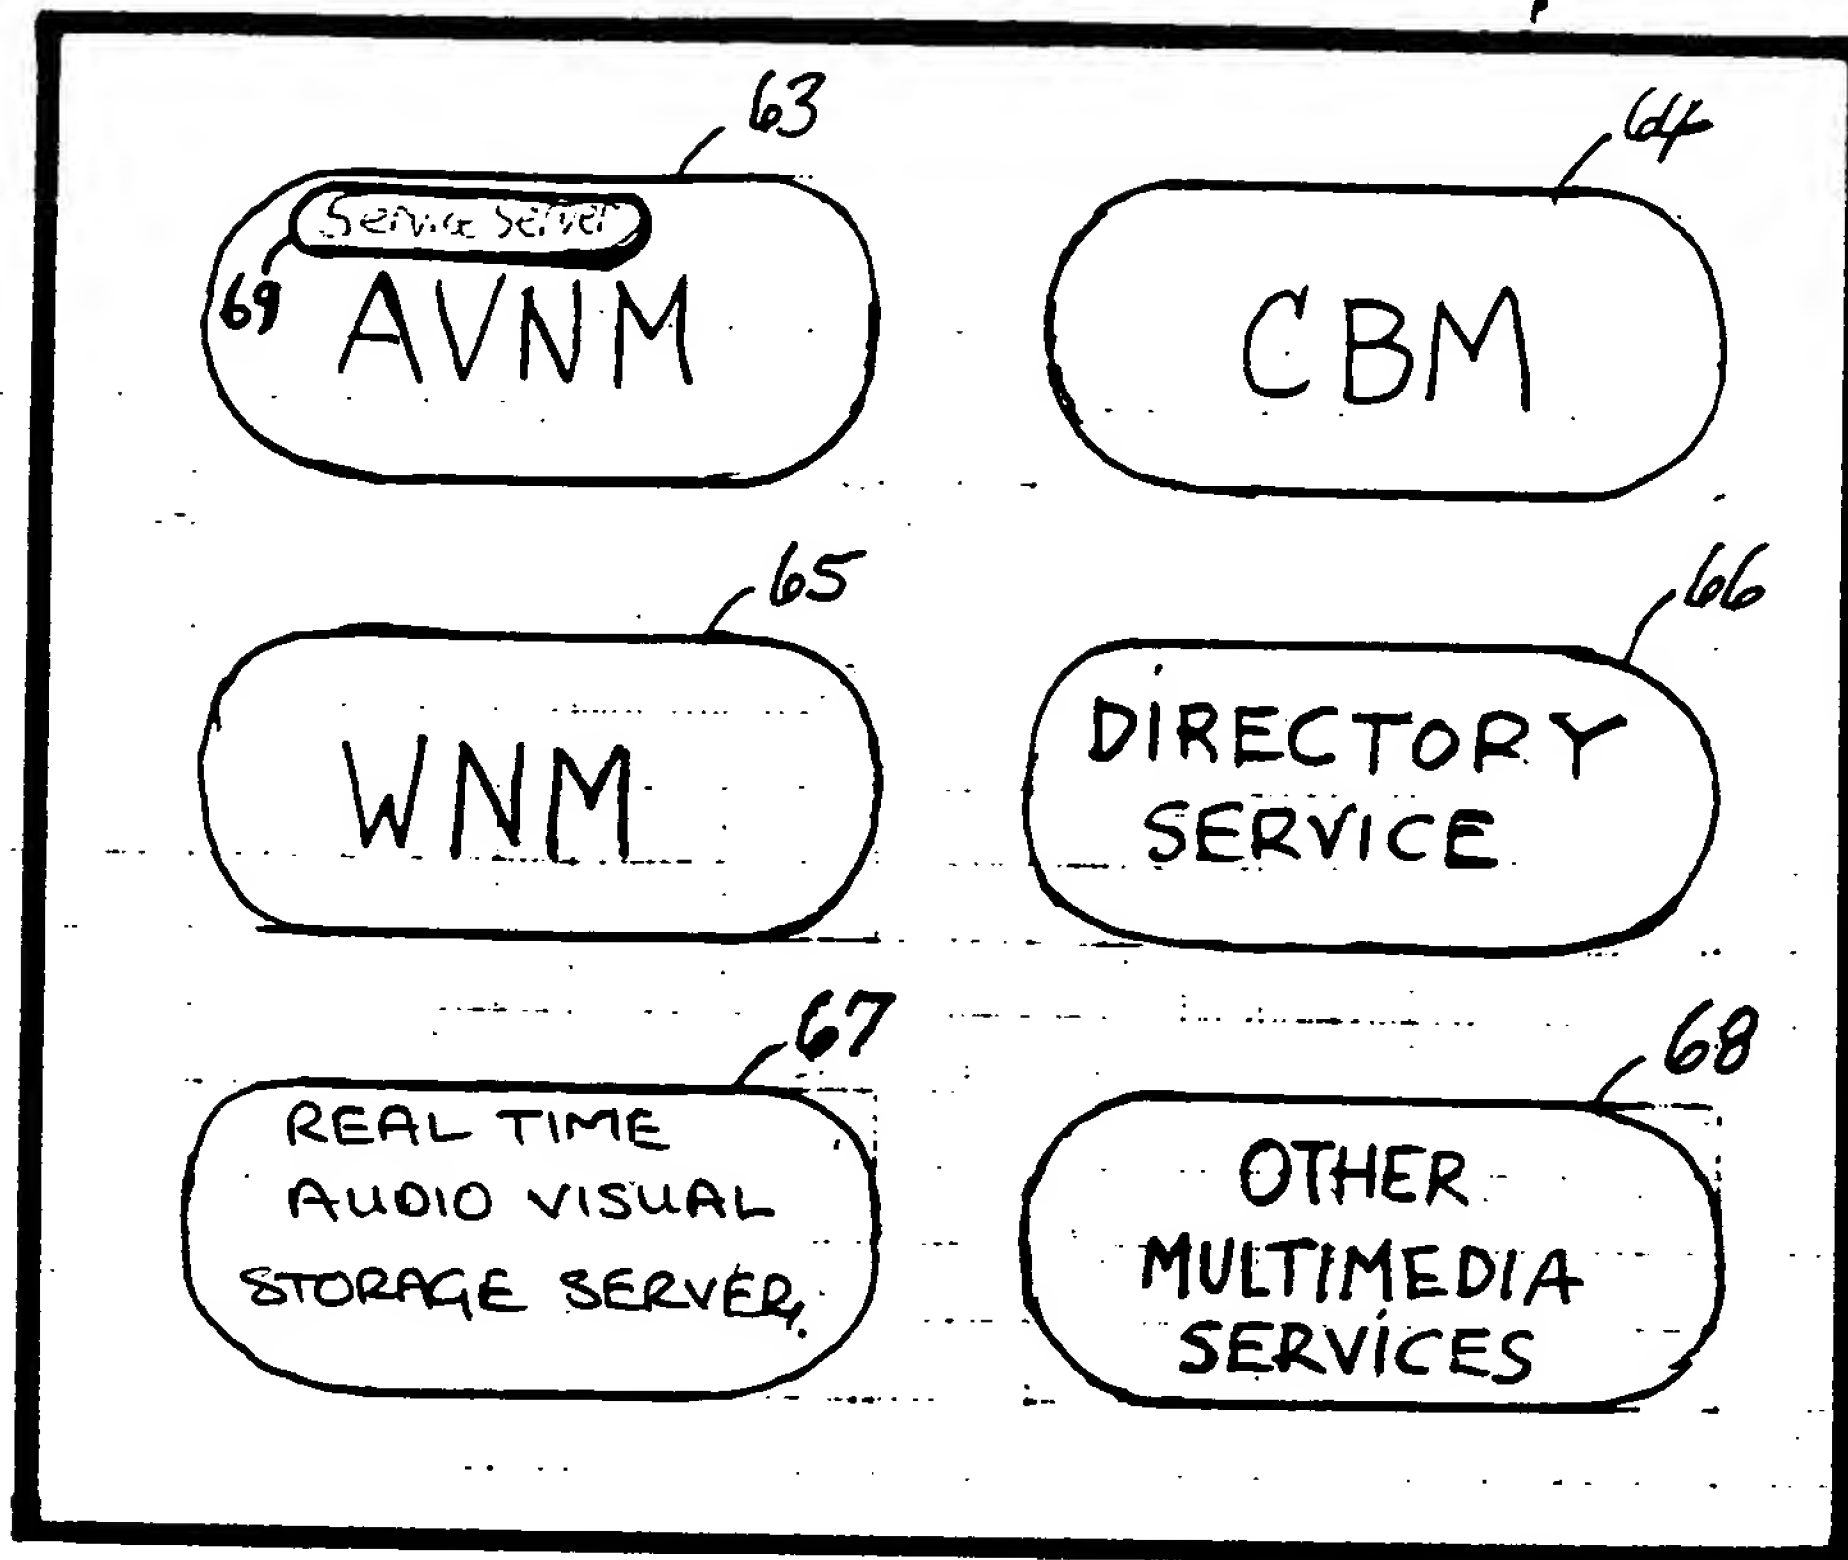 63
64
Service Server
69
AVNM
CBM
65
66
WNM
DIRECTORY
SERVICE
67
68
REAL TIME
AUDIO VISUAL
STORAGE SERVER.
OTHER
MULTIMEDIA
SERVICES